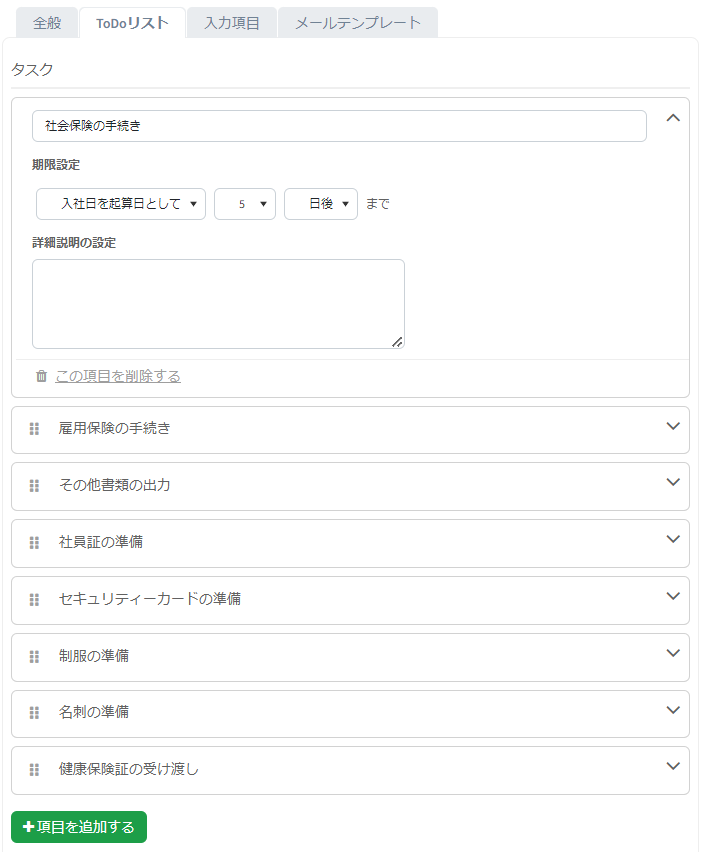 全般 ToDoリスト 入力項目 メールテンプレート
タスク
社会保険の手続き
期限設定
入社日を起算日として 5 日後 まで
詳細説明の設定
この項目を削除する
雇用保険の手続き
その他書類の出力
社員証の準備
セキュリティーカードの準備
制服の準備
名刺の準備
健康保険証の受け渡し
+項目を追加する